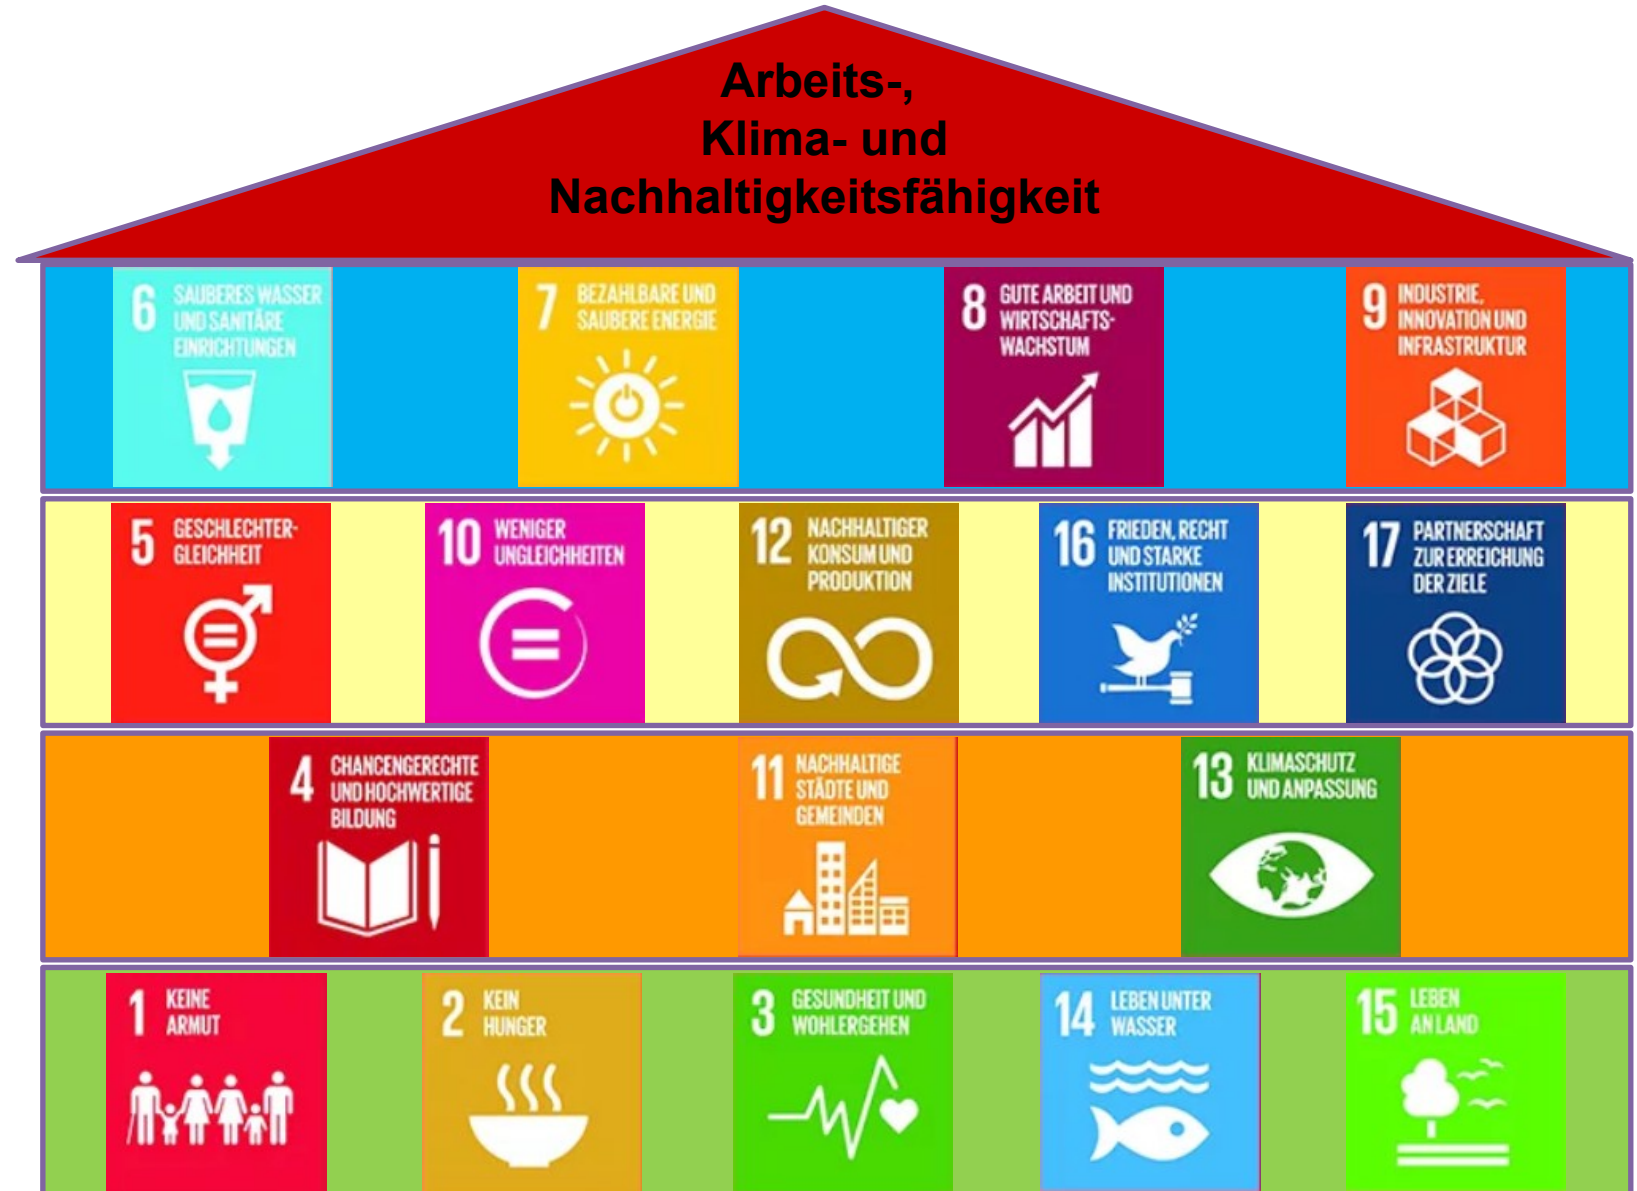 Arbeits-,
Klima- und
Nachhaltigkeitsfähigkeit
6 SAUBERES WASSER
UND SANITÄRE
EINRICHTUNGEN
7 BEZAHLBARE UND
SAUBERE ENERGIE
8 GUTE ARBEIT UND
WIRTSCHAFTS-
WACHSTUM
9 INDUSTRIE,
INNOVATION UND
INFRASTRUKTUR
5 GESCHLECHTER-
GLEICHHEIT
10 WENIGER
UNGLEICHHEITEN
12 NACHHALTIGER
KONSUM UND
PRODUKTION
16 FRIEDEN, RECHT
UND STARKE
INSTITUTIONEN
17 PARTNERSCHAFT
ZUR ERREICHUNG
DER ZIELE
4 CHANCENGERECHTE
UND HOCHWERTIGE
BILDUNG
11 NACHHALTIGE
STÄDTE UND
GEMEINDEN
13 KLIMASCHUTZ
UND ANPASSUNG
1 KEINE
ARMUT
2 KEIN
HUNGER
3 GESUNDHEIT UND
WOHLERGEHEN
14 LEBEN UNTER
WASSER
15 LEBEN
AN LAND